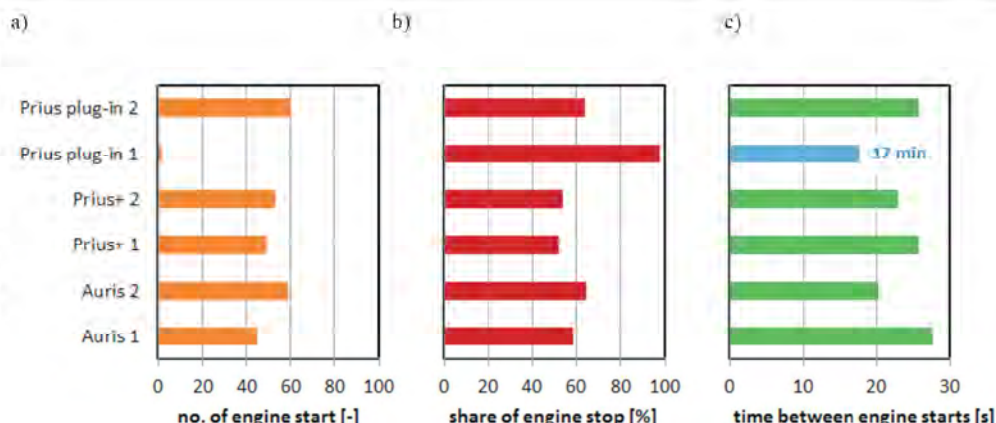 a) b) c)
Prius plug-in 2
Prius plug-in 1
17 min.
Prius+ 2
Prius+ 1
Auris 2
Auris 1
0 20 40 60 80 100 0 20 40 60 80 100 0 10 20 30
no. of engine start [-] share of engine stop [%] time between engine starts [s]